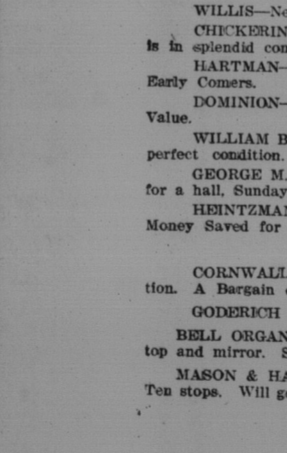 WILLIS—
CHICKERIN
is in splendid con
HARTMAN—
Early Comers.
DOMINION—
Value.
WILLIAM B
perfect condition.
GEORGE M.
for a hall, Sunday
HEINTZMAN
Money Saved for
CORNWALL
tion. A Bargain
GODERICH
BELL ORGAN
top and mirror. S
MASON & HA
Ten stops. Will g